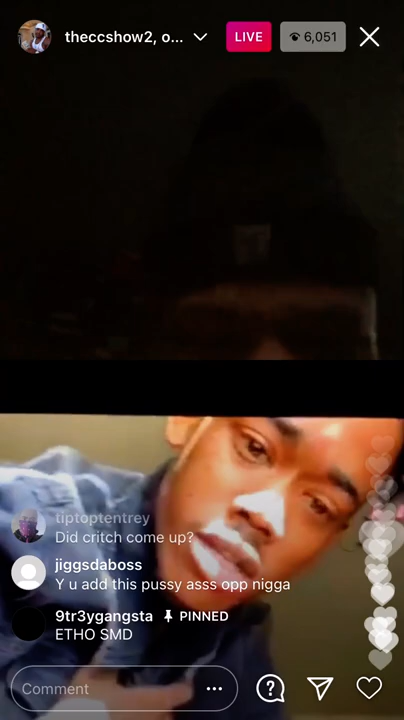 theccshow2, o...
LIVE
6,051
tiptoptentrey
Did critch come up?
jiggsdaboss
Y u add this pussy asss opp nigga
9tr3ygangsta PINNED
ETHO SMD
Comment